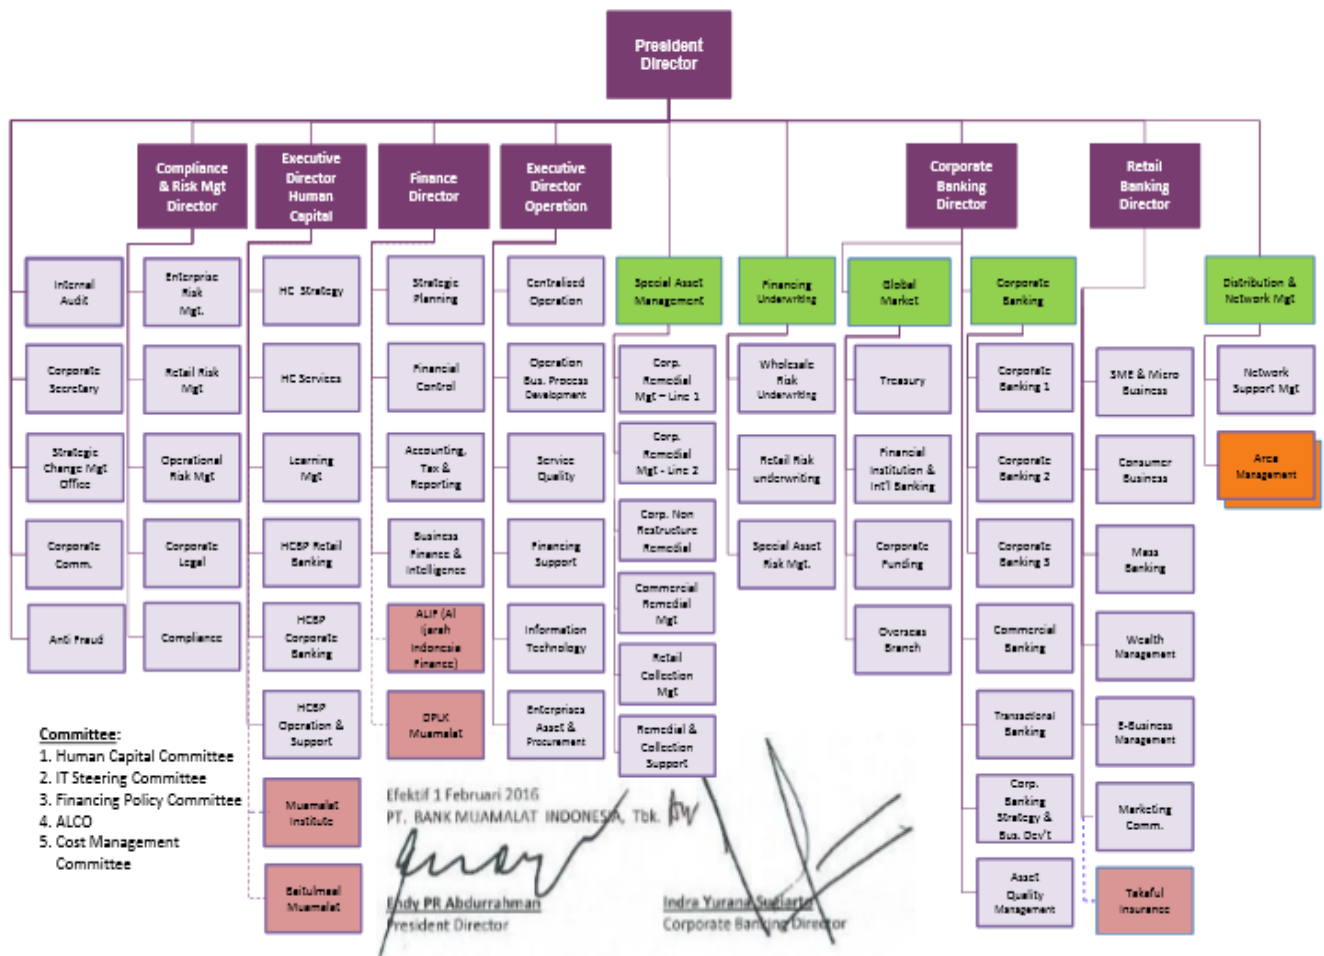 President
Director
Compliance
& Risk Mgt
Director
Executive
Director
Human
Capital
Finance
Director
Executive
Director
Operation
Corporate
Banking
Director
Retail
Banking
Director
Internal
Audit
Enterprise
Risk
Mgt.
HC Strategy
Strategic
Planning
Centralised
Operation
Special Asset
Management
Financing
Underwriting
Global
Market
Corporate
Banking
Distribution &
Network Mgt
Corporate
Secretary
Retail Risk
Mgt
HC Services
Financial
Control
Operation
Bus. Process
Development
Corp.
Remedial
Mgt – Line 1
Wholesale
Risk
Underwriting
Treasury
Corporate
Banking 1
SME & Micro
Business
Network
Support Mgt
Strategic
Change Mgt
Office
Operational
Risk Mgt
Learning
Mgt
Accounting,
Tax &
Reporting
Service
Quality
Corp.
Remedial
Mgt - Line 2
Retail Risk
underwriting
Financial
Institution &
Int'l Banking
Corporate
Banking 2
Consumer
Business
Area
Management
Corporate
Comm.
Corporate
Legal
HCBP Retail
Banking
Business
Finance &
Intelligence
Financing
Support
Corp. Non
Restructure
Remedial
Special Asset
Risk Mgt.
Corporate
Funding
Corporate
Banking 3
Mass
Banking
Anti Fraud
Compliance
HCBP
Corporate
Banking
ALIF (Al
Ijarah
Indonesia
Finance)
Information
Technology
Commercial
Remedial
Mgt
Overseas
Branch
Commercial
Banking
Wealth
Management
HCBP
Operation &
Support
DPLK
Muamalat
Enterprises
Asset &
Procurement
Retail
Collection
Mgt
Remedial &
Collection
Support
Transactional
Banking
E-Business
Management
Muamalat
Institute
Corp.
Banking
Strategy &
Bus. Dev't
Marketing
Comm.
Baitulmaal
Muamalat
Asset
Quality
Management
Takaful
Insurance
Committee:
1. Human Capital Committee
2. IT Steering Committee
3. Financing Policy Committee
4. ALCO
5. Cost Management
Committee
Efektif 1 Februari 2016
PT. BANK MUAMALAT INDONESIA, Tbk.
Endy PR Abdurrahman
President Director
Indra Yurana Sugiarto
Corporate Banking Director